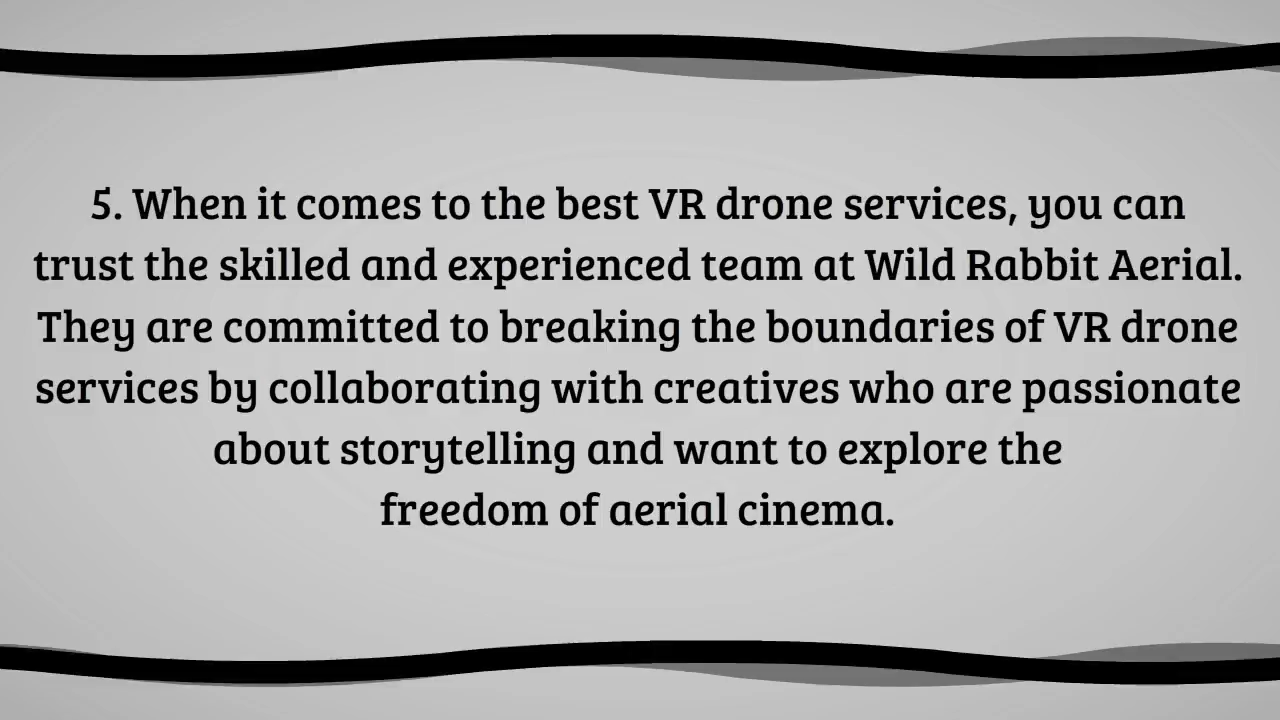 5. When it comes to the best VR drone services, you can
trust the skilled and experienced team at Wild Rabbit Aerial.
They are committed to breaking the boundaries of VR drone
services by collaborating with creatives who are passionate
about storytelling and want to explore the
freedom of aerial cinema.